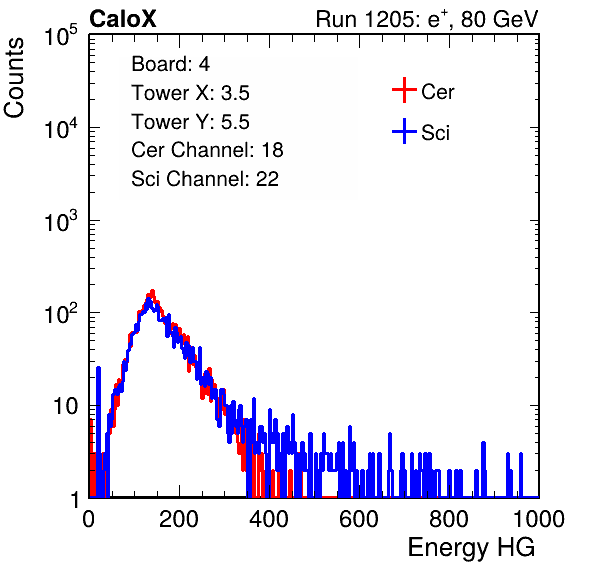 CaloX Run 1205: e⁺, 80 GeV
Board: 4
Tower X: 3.5
Tower Y: 5.5
Cer Channel: 18
Sci Channel: 22
Cer
Sci
Counts
10⁵
10⁴
10³
10²
10
1
0 200 400 600 800 1000
Energy HG